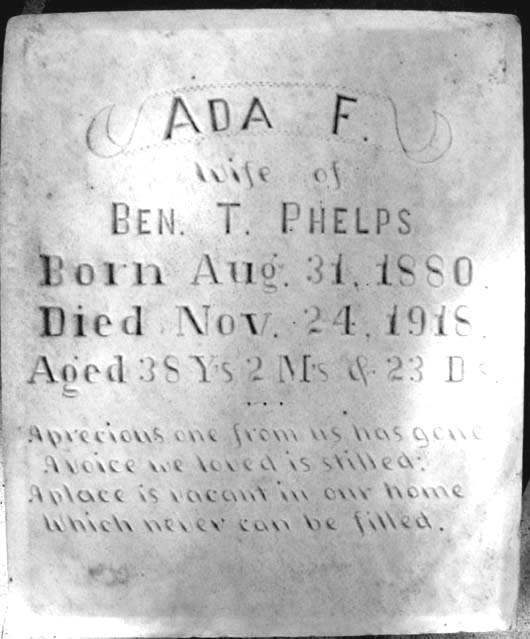 ADA F.
Wife of
BEN. T. PHELPS
Born Aug. 31, 1880.
Died Nov. 24, 1918.
Aged 38 Ys 2 Ms & 23 Ds.
...
A precious one from us has gone
A voice we loved is stilled;
A place is vacant in our home
Which never can be filled.